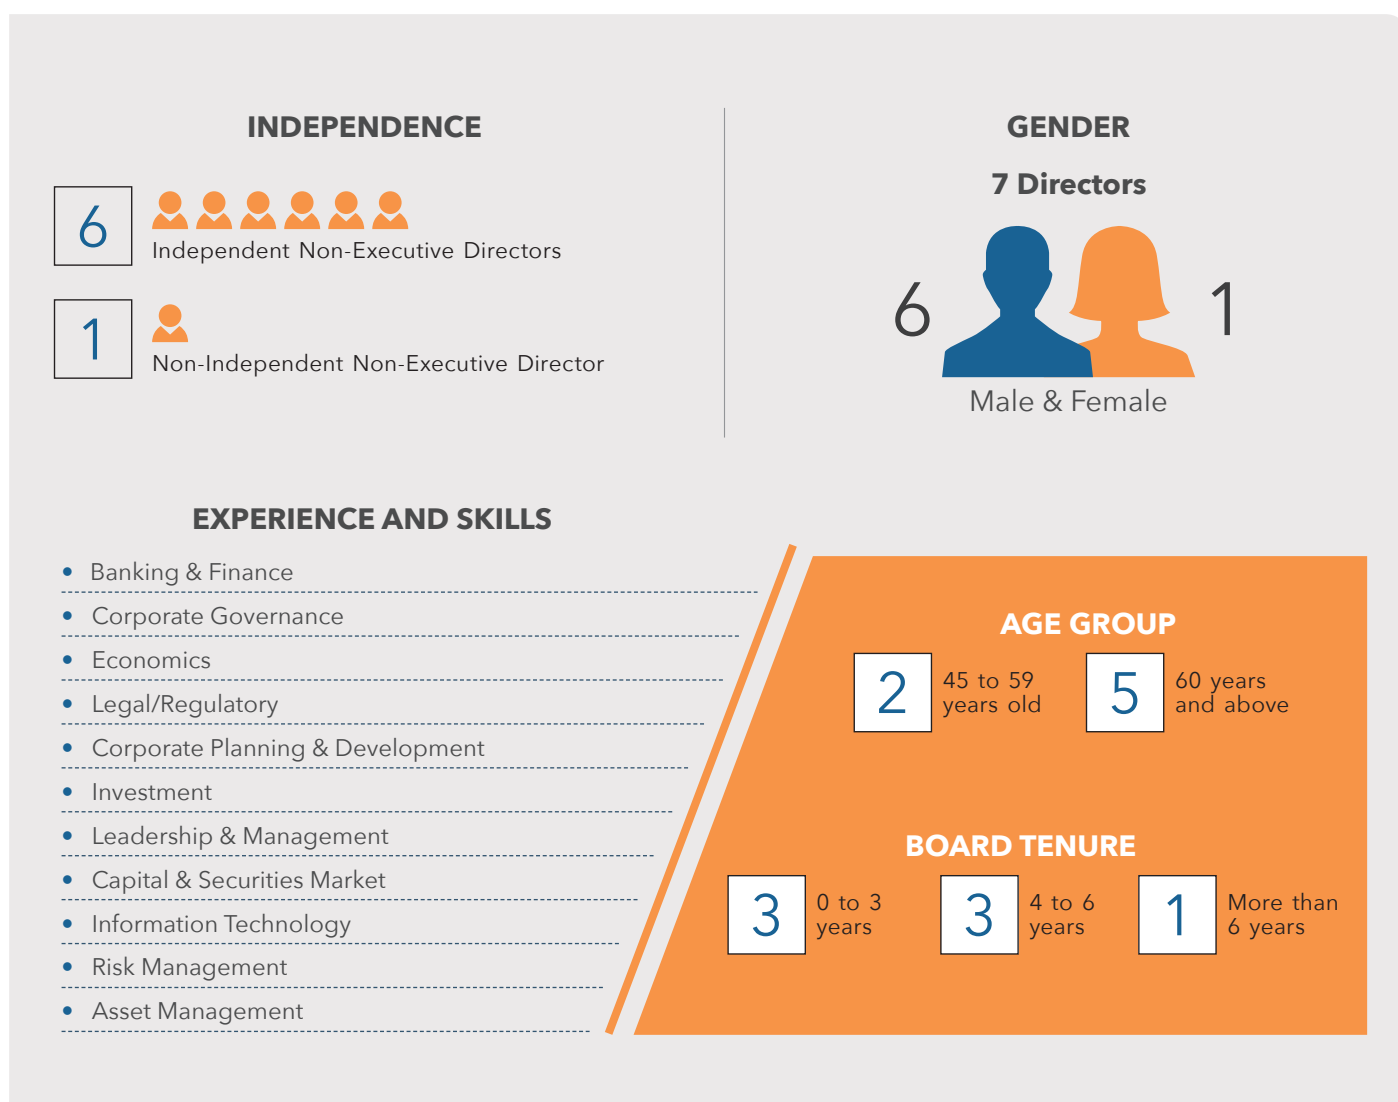 INDEPENDENCE
6
Independent Non-Executive Directors
1
Non-Independent Non-Executive Director
GENDER
7 Directors
6
1
Male & Female
EXPERIENCE AND SKILLS
• Banking & Finance
• Corporate Governance
• Economics
• Legal/Regulatory
• Corporate Planning & Development
• Investment
• Leadership & Management
• Capital & Securities Market
• Information Technology
• Risk Management
• Asset Management
AGE GROUP
2
45 to 59
years old
5
60 years
and above
BOARD TENURE
3
0 to 3
years
3
4 to 6
years
1
More than
6 years